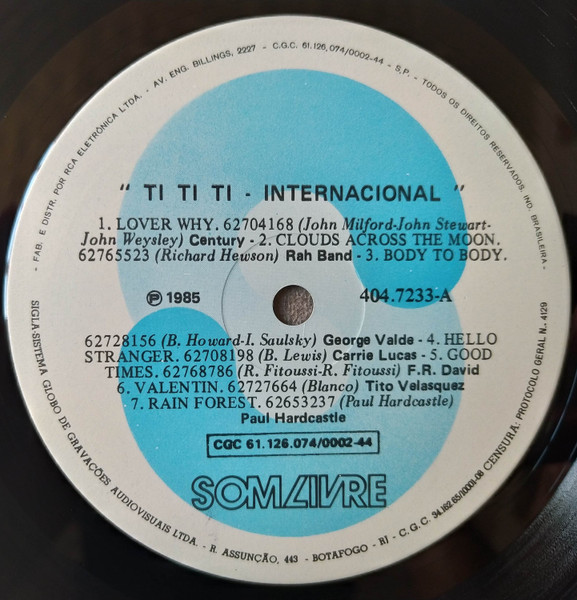 - FAB. E DISTR. POR RCA ELETRÔNICA LTDA. - AV. ENG. BILLINGS, 2227 - C.G.C. 61.126.074/0002-44 - S.P. - TODOS OS DIREITOS RESERVADOS. IND. BRASILEIRA -
" TI TI TI - INTERNACIONAL "
1. LOVER WHY. 62704168 (John Milford-John Stewart-
John Weysley) Century - 2. CLOUDS ACROSS THE MOON.
62765523 (Richard Hewson) Rah Band - 3. BODY TO BODY.
Ⓟ 1985
404.7233-A
62728156 (B. Howard-I. Saulsky) George Valde - 4. HELLO
STRANGER. 62708198 (B. Lewis) Carrie Lucas - 5. GOOD
TIMES. 62768786 (R. Fitoussi-R. Fitoussi) F.R. David
6. VALENTIN. 62727664 (Blanco) Tito Velasquez
7. RAIN FOREST. 62653237 (Paul Hardcastle)
Paul Hardcastle
CGC 61.126.074/0002-44
SOM LIVRE
SIGLA-SISTEMA GLOBO DE GRAVAÇÕES AUDIOVISUAIS LTDA. - R. ASSUNÇÃO, 443 - BOTAFOGO - RJ - C.G.C. 34.162.65/10001-06 CENSURA: PROTOCOLO GERAL N. 4129